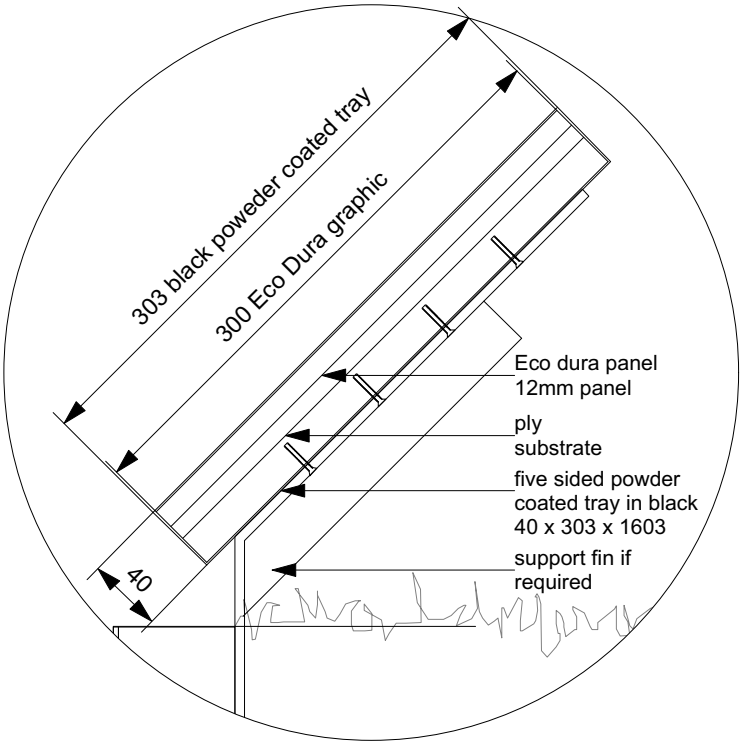 303 black poweder coated tray
300 Eco Dura graphic
Eco dura panel
12mm panel
ply
substrate
five sided powder
coated tray in black
40 x 303 x 1603
support fin if
required
40